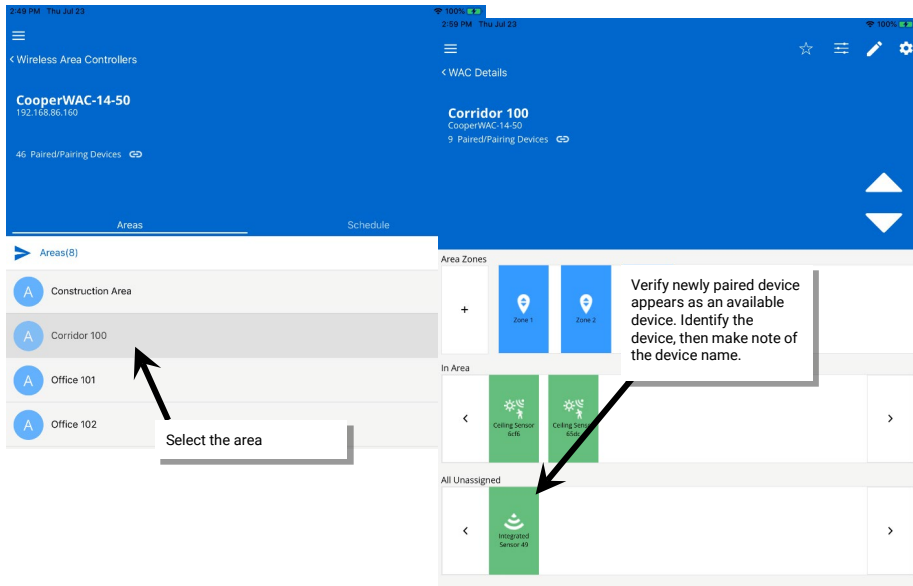 2:49 PM Thu Jul 23
100%
< Wireless Area Controllers
CooperWAC-14-50
192.168.86.160
46 Paired/Pairing Devices
Areas
Schedule
Areas(8)
A Construction Area
A Corridor 100
A Office 101
A Office 102
Select the area
2:59 PM Thu Jul 23
100%
< WAC Details
Corridor 100
CooperWAC-14-50
9 Paired/Pairing Devices
Area Zones
+
Zone 1
Zone 2
Verify newly paired device
appears as an available
device. Identify the
device, then make note of
the device name.
In Area
<
Ceiling Sensor
6cf6
Ceiling Sensor
65dc
>
All Unassigned
<
Integrated
Sensor 49
>